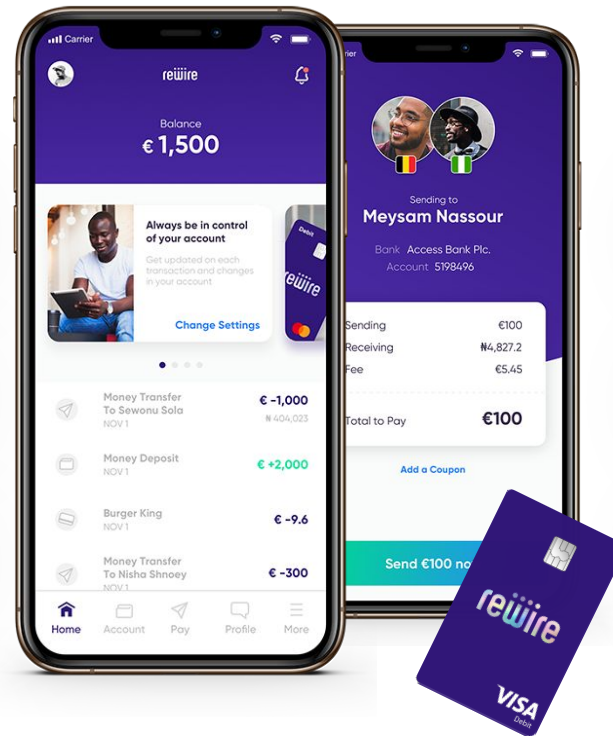 Carrier
rewire
Balance
€ 1,500
Always be in control
of your account
Get updated on each
transaction and changes
in your account
Change Settings
Debit
rewire
Money Transfer
To Sewonu Sola
NOV 1
€ -1,000
₦ 404,023
Money Deposit
NOV 1
€ +2,000
Burger King
NOV 1
€ -9.6
Money Transfer
To Nisha Shnoey
NOV 1
€ -300
Home
Account
Pay
Profile
More
rier
Sending to
Meysam Nassour
Bank Access Bank Plc.
Account 5198496
Sending €100
Receiving ₦4,827.2
Fee €5.45
Total to Pay €100
Add a Coupon
Send €100 no
rewire
VISA
Debit